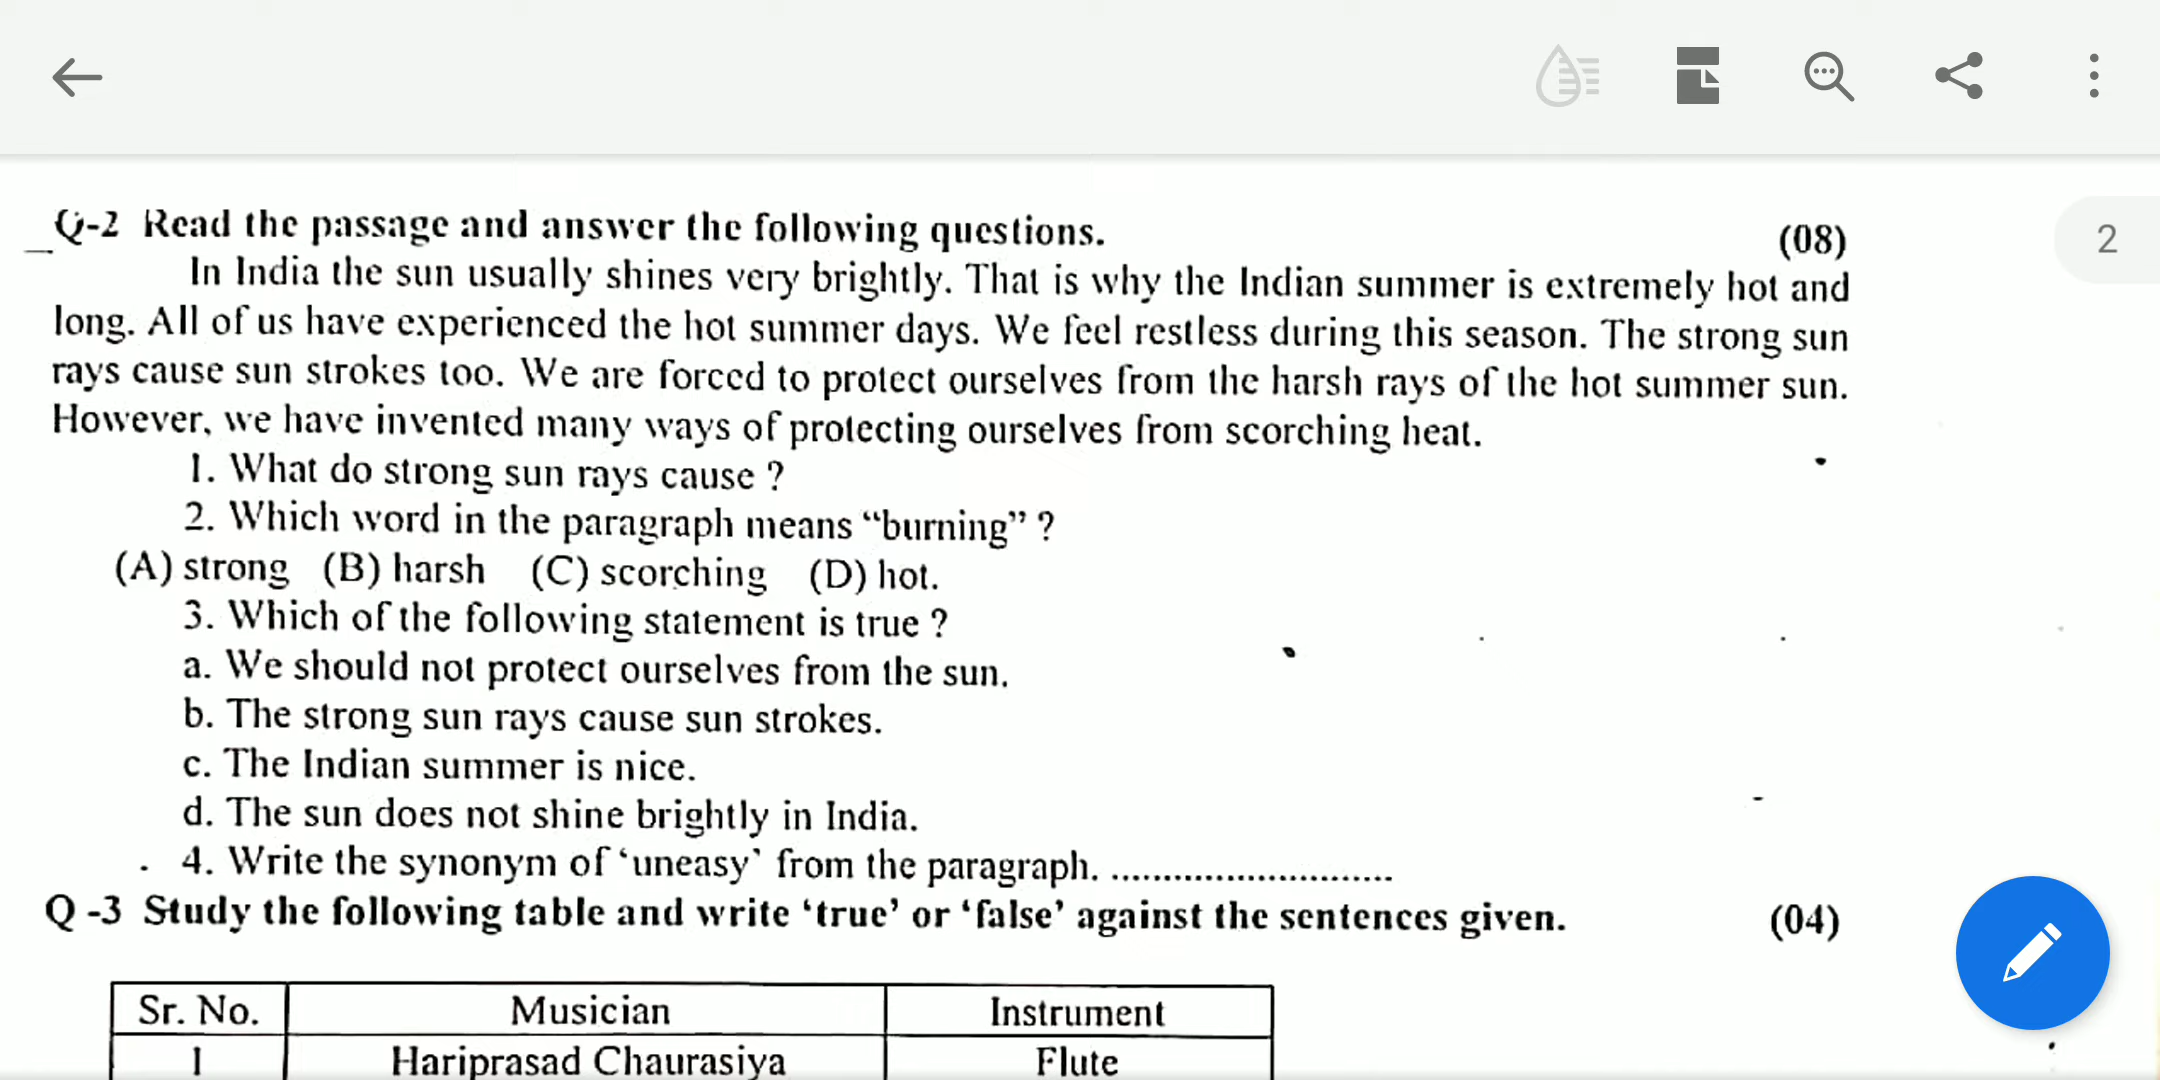 2
Q-2 Read the passage and answer the following questions. (08)
In India the sun usually shines very brightly. That is why the Indian summer is extremely hot and
long. All of us have experienced the hot summer days. We feel restless during this season. The strong sun
rays cause sun strokes too. We are forced to protect ourselves from the harsh rays of the hot summer sun.
However, we have invented many ways of protecting ourselves from scorching heat.
1. What do strong sun rays cause ?
2. Which word in the paragraph means “burning” ?
(A) strong (B) harsh (C) scorching (D) hot.
3. Which of the following statement is true ?
a. We should not protect ourselves from the sun.
b. The strong sun rays cause sun strokes.
c. The Indian summer is nice.
d. The sun does not shine brightly in India.
4. Write the synonym of ‘uneasy’ from the paragraph. ...........................
Q -3 Study the following table and write ‘true’ or ‘false’ against the sentences given. (04)
Sr. No. Musician Instrument
1 Hariprasad Chaurasiya Flute